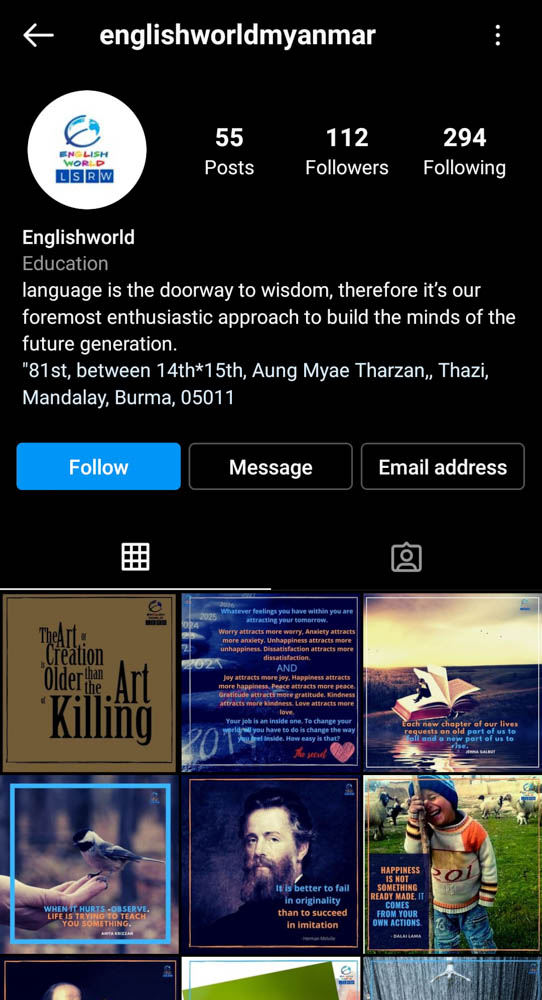 englishworldmyanmar
ENGLISH
WORLD
L S R W
55
Posts
112
Followers
294
Following
Englishworld
Education
language is the doorway to wisdom, therefore it's our
foremost enthusiastic approach to build the minds of the
future generation.
"81st, between 14th*15th, Aung Myae Tharzan,, Thazi,
Mandalay, Burma, 05011
Follow
Message
Email address
The Art of
Creation
is Older than
the Art
of Killing
2027
2026
2021
Whatever feelings you have within you are
attracting your tomorrow.
Worry attracts more worry, Anxiety attracts
more anxiety. Unhappiness attracts more
unhappiness. Dissatisfaction attracts more
dissatisfaction.
AND
Joy attracts more joy, Happiness attracts
more happiness. Peace attracts more peace.
Gratitude attracts more gratitude. Kindness
attracts more kindness. Love attracts more
love.
Your job is an inside one. To change your
world, all you have to do is change the way
you feel inside. How easy is that?
The secret
Each new chapter of our lives
requests an old part of us to
fall and a new part of us to
rise.
JENNA GALBUT
WHEN IT HURTS -OBSERVE.
LIFE IS TRYING TO TEACH
YOU SOMETHING.
ANITA KRIZZAN
It is better to fail
in originality
than to succeed
in imitation
-Herman Melville
HAPPINESS
IS NOT
SOMETHING
READY MADE. IT
COMES
FROM YOUR
OWN ACTIONS.
- DALAI LAMA